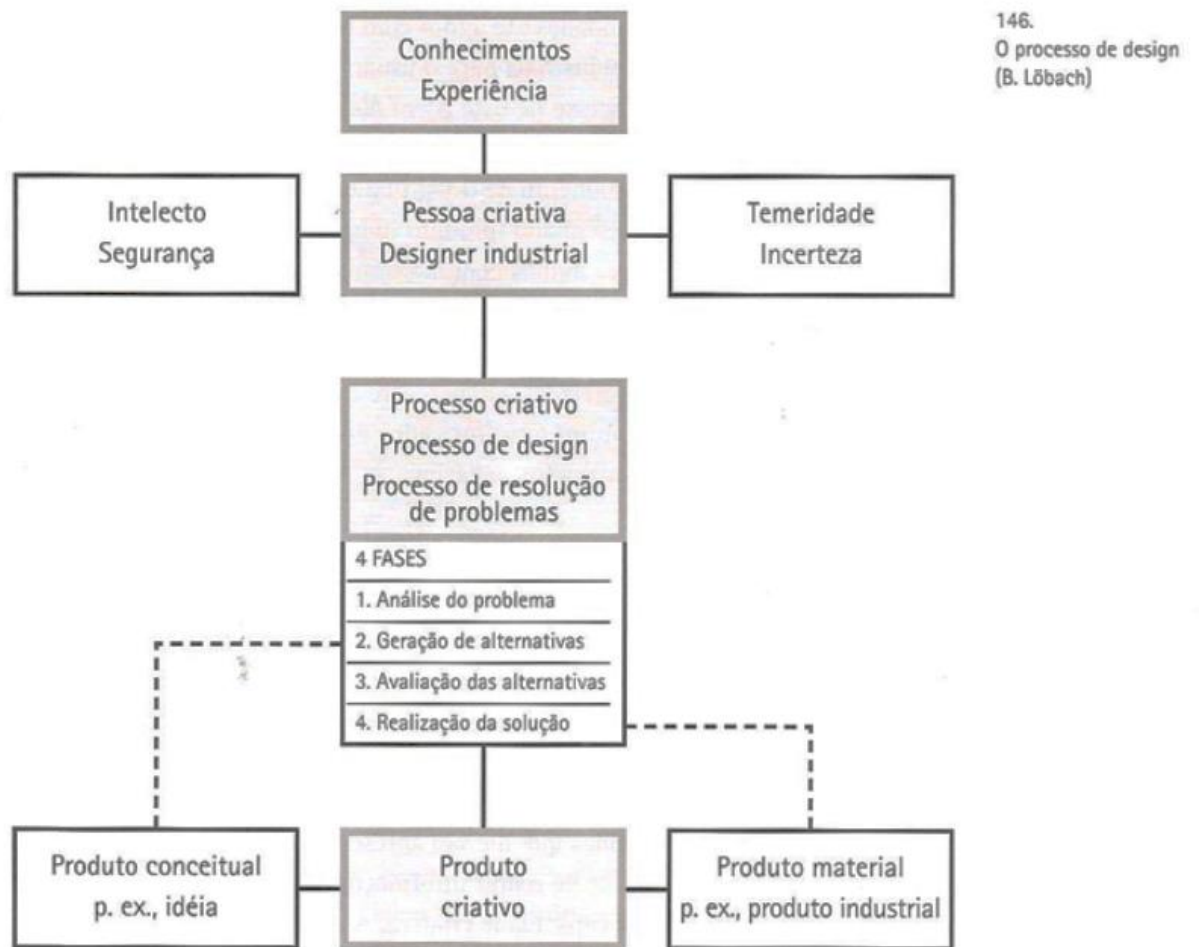 146.
O processo de design
(B. Löbach)
Conhecimentos
Experiência
Intelecto
Segurança
Pessoa criativa
Designer industrial
Temeridade
Incerteza
Processo criativo
Processo de design
Processo de resolução
de problemas
4 FASES
1. Análise do problema
2. Geração de alternativas
3. Avaliação das alternativas
4. Realização da solução
Produto conceitual
p. ex., idéia
Produto
criativo
Produto material
p. ex., produto industrial